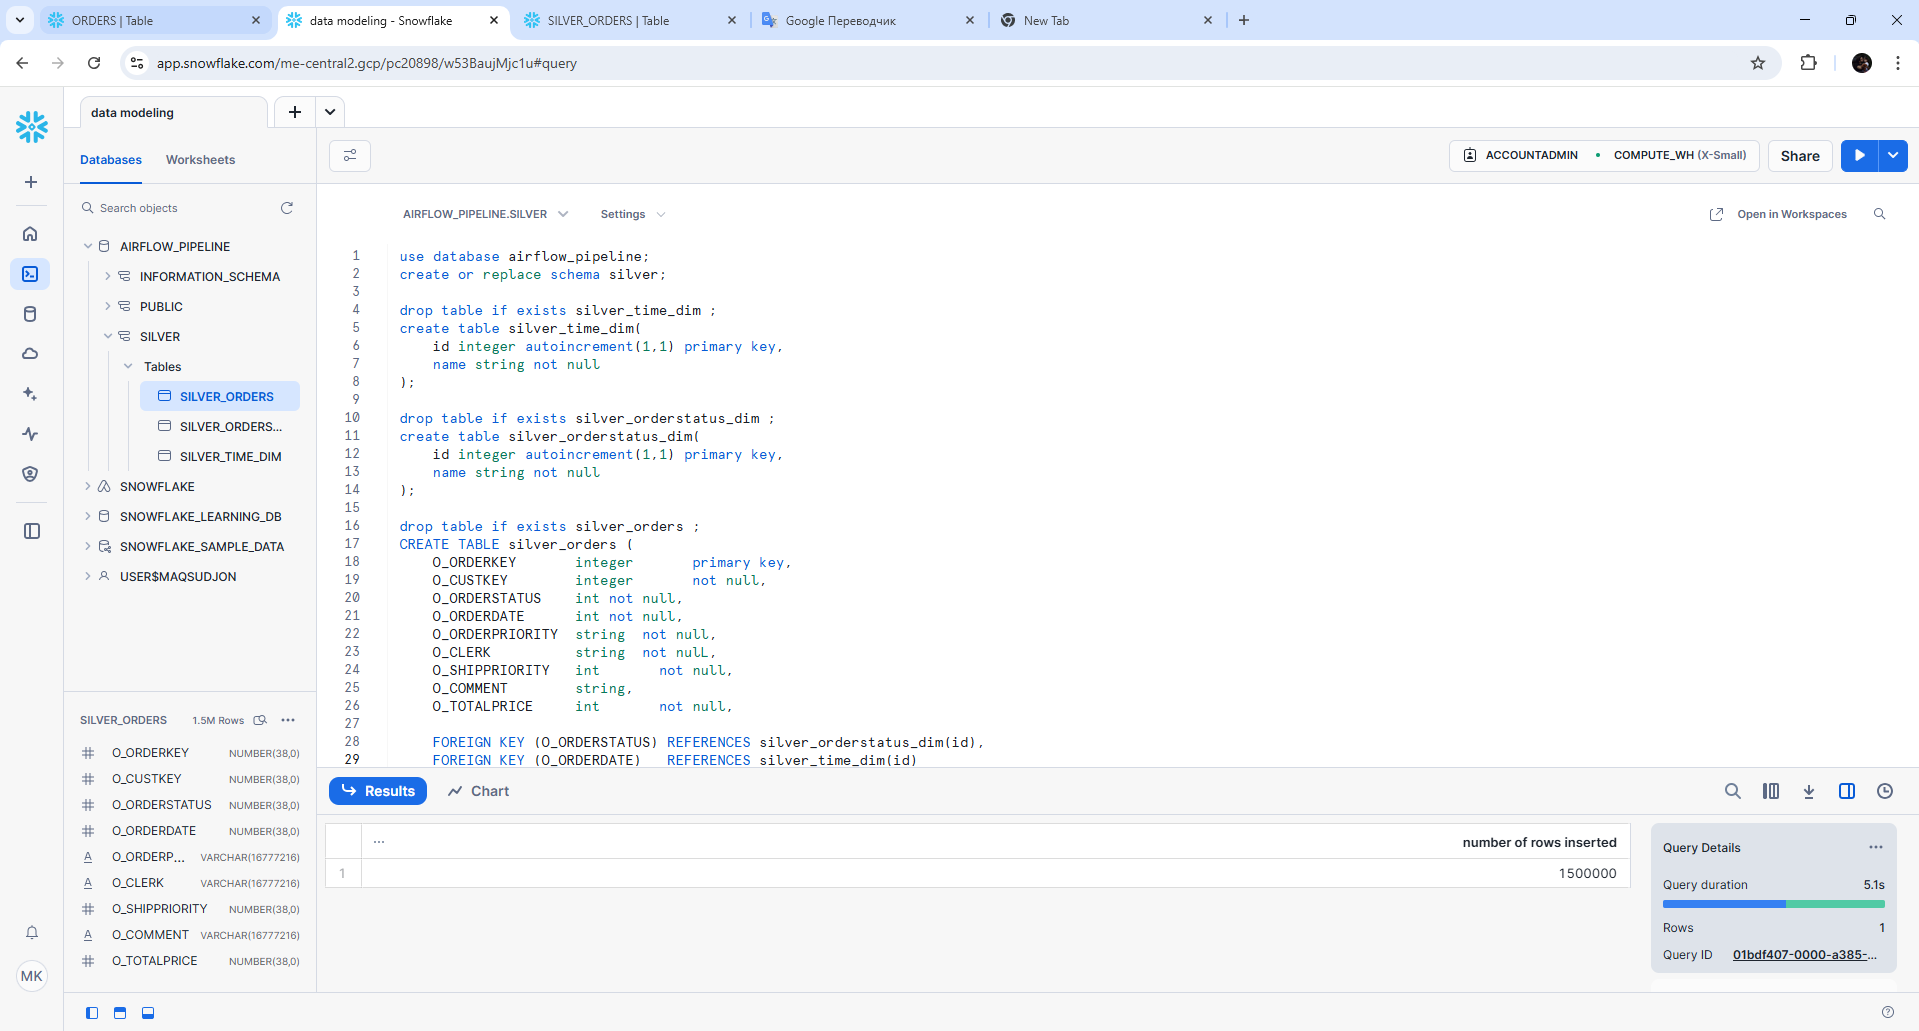 ORDERS | Table
data modeling - Snowflake
SILVER_ORDERS | Table
Google Переводчик
New Tab
app.snowflake.com/me-central2.gcp/pc20898/w53BaujMjc1u#query
data modeling
Databases
Worksheets
ACCOUNTADMIN
COMPUTE_WH (X-Small)
Share
Search objects
AIRFLOW_PIPELINE.SILVER
Settings
Open in Workspaces
AIRFLOW_PIPELINE
INFORMATION_SCHEMA
PUBLIC
SILVER
Tables
SILVER_ORDERS
SILVER_ORDERS...
SILVER_TIME_DIM
SNOWFLAKE
SNOWFLAKE_LEARNING_DB
SNOWFLAKE_SAMPLE_DATA
USER$MAQSUDJON
1 use database airflow_pipeline;
2 create or replace schema silver;
3
4 drop table if exists silver_time_dim ;
5 create table silver_time_dim(
6 id integer autoincrement(1,1) primary key,
7 name string not null
8 );
9
10 drop table if exists silver_orderstatus_dim ;
11 create table silver_orderstatus_dim(
12 id integer autoincrement(1,1) primary key,
13 name string not null
14 );
15
16 drop table if exists silver_orders ;
17 CREATE TABLE silver_orders (
18 O_ORDERKEY integer primary key,
19 O_CUSTKEY integer not null,
20 O_ORDERSTATUS int not null,
21 O_ORDERDATE int not null,
22 O_ORDERPRIORITY string not null,
23 O_CLERK string not nulL,
24 O_SHIPPRIORITY int not null,
25 O_COMMENT string,
26 O_TOTALPRICE int not null,
27
28 FOREIGN KEY (O_ORDERSTATUS) REFERENCES silver_orderstatus_dim(id),
29 FOREIGN KEY (O_ORDERDATE) REFERENCES silver_time_dim(id)
SILVER_ORDERS 1.5M Rows
O_ORDERKEY NUMBER(38,0)
O_CUSTKEY NUMBER(38,0)
O_ORDERSTATUS NUMBER(38,0)
O_ORDERDATE NUMBER(38,0)
A O_ORDERP... VARCHAR(16777216)
A O_CLERK VARCHAR(16777216)
O_SHIPPRIORITY NUMBER(38,0)
A O_COMMENT VARCHAR(16777216)
O_TOTALPRICE NUMBER(38,0)
MK
Results
Chart
... number of rows inserted
1 1500000
Query Details
Query duration 5.1s
Rows 1
Query ID 01bdf407-0000-a385-...